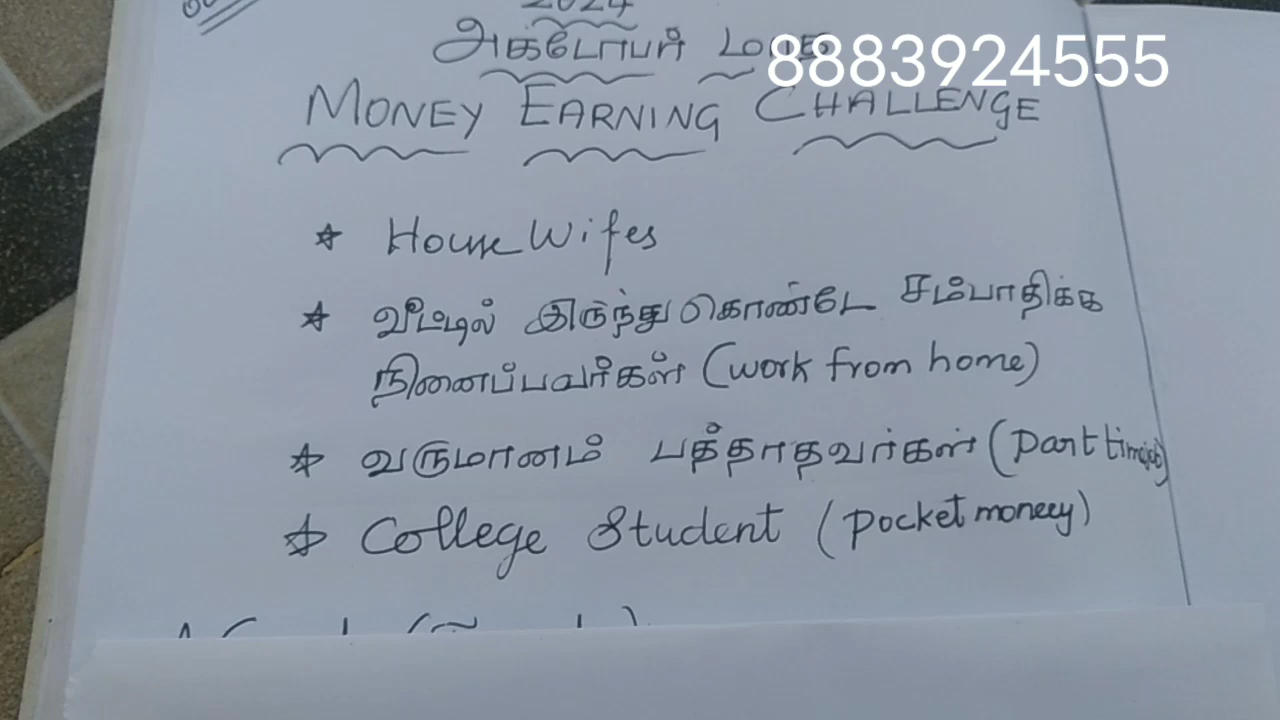 2024
அக்டோபர் மாத
8883924555
MONEY EARNING CHALLENGE
House Wifes
வீட்டில் இருந்து கொண்டே சம்பாதிக்க
நினைப்பவர்கள் (work from home)
வருமானம் பத்தாதவர்கள் (Part time job)
College Student (Pocket money)